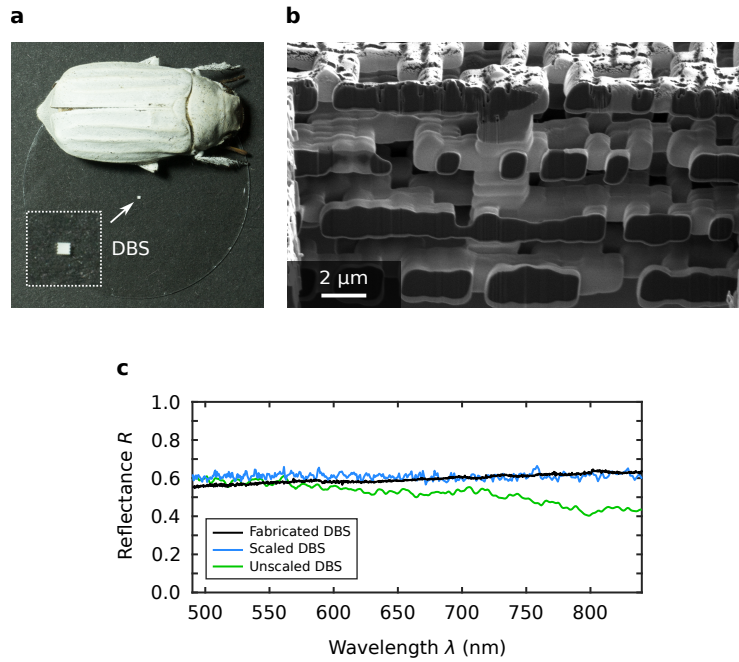 a
b
DBS
2 μm
c
1.0
0.8
0.6
0.4
0.2
0.0
Reflectance R
Fabricated DBS
Scaled DBS
Unscaled DBS
500 550 600 650 700 750 800
Wavelength λ (nm)